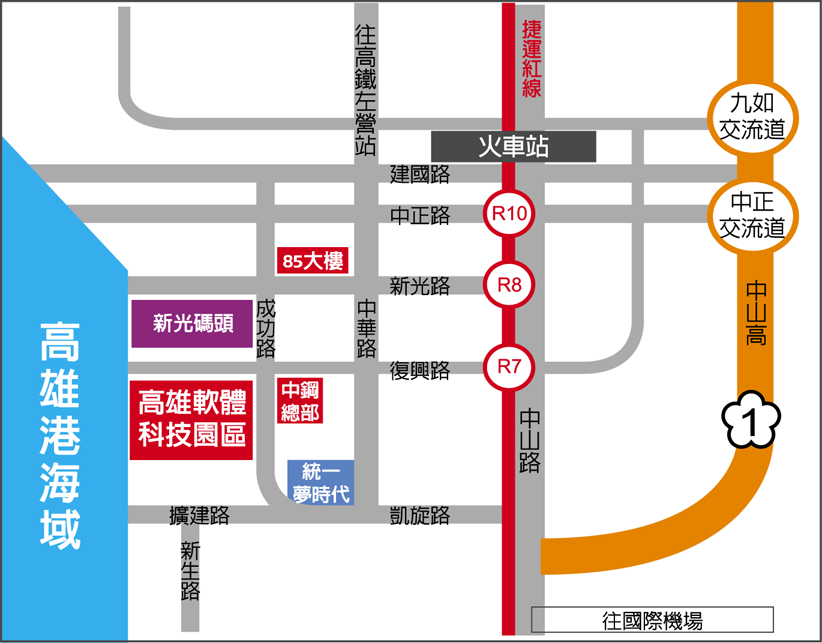 往高鐵左營站
捷運紅線
九如
交流道
火車站
建國路
中正路
R10
中正
交流道
85大樓
新光路
R8
新光碼頭
成功路
中華路
中山高
高雄港海域
復興路
R7
高雄軟體
科技園區
中鋼
總部
中山路
1
統一
夢時代
擴建路
凱旋路
新生路
往國際機場